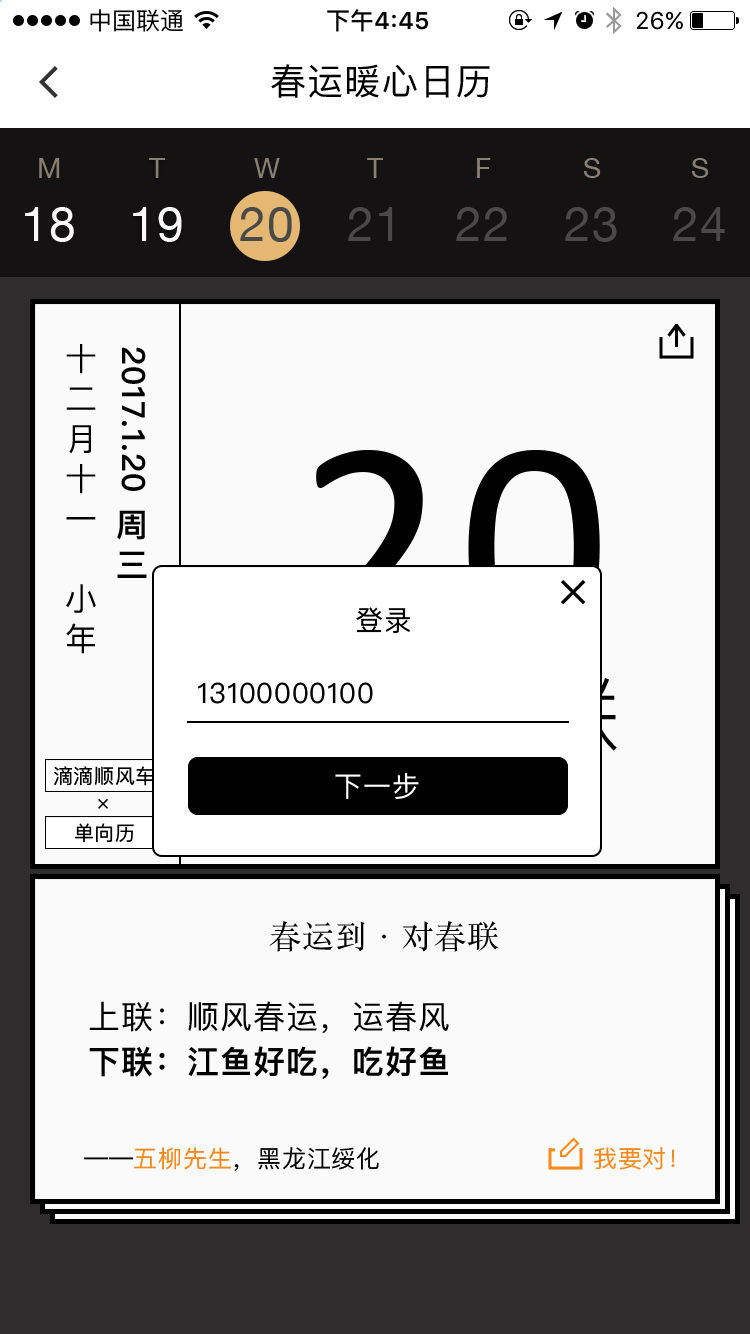 中国联通
下午4:45
26%
春运暖心日历
M T W T F S S
18 19 20 21 22 23 24
2017.1.20 周三
十二月十一 小年
20
登录
13100000100
下一步
滴滴顺风车
×
单向历
春运到 · 对春联
上联：顺风春运，运春风
下联：江鱼好吃，吃好鱼
——五柳先生，黑龙江绥化
我要对！